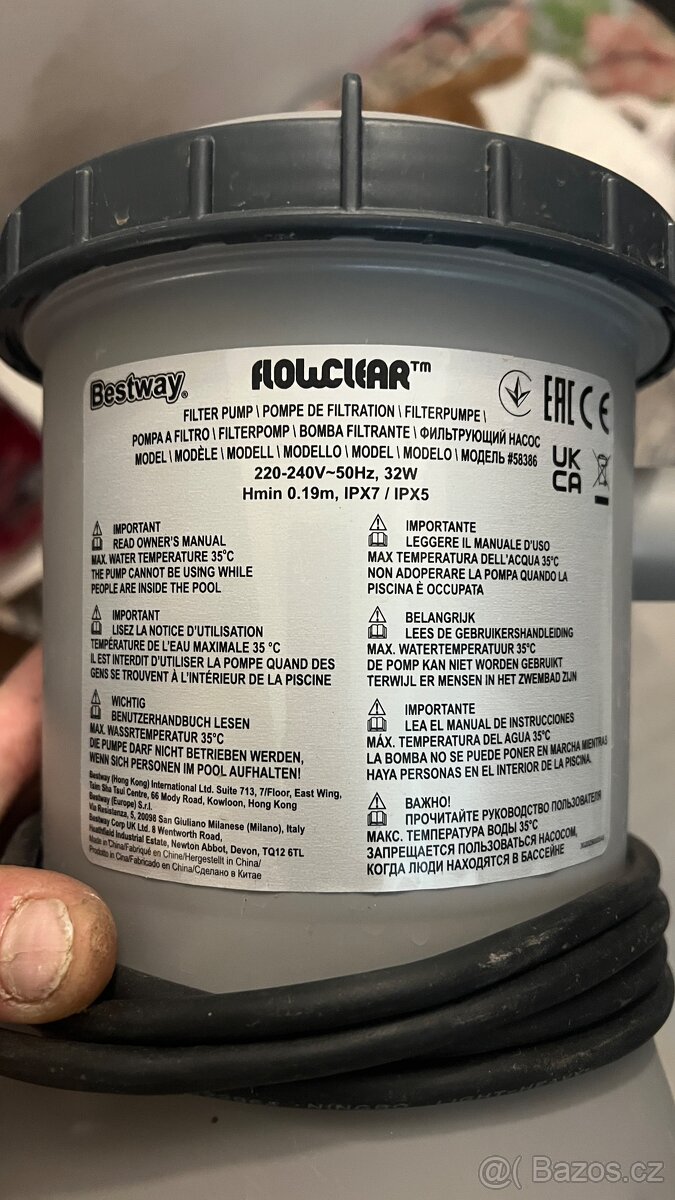 Bestway®
FLOWCLEAR™
EAC CE
FILTER PUMP \ POMPE DE FILTRATION \ FILTERPUMPE \
POMPA A FILTRO \ FILTERPOMP \ BOMBA FILTRANTE \ ФИЛЬТРУЮЩИЙ НАСОС
MODEL \ MODÈLE \ MODELL \ MODELLO \ MODEL \ MODELO \ МОДЕЛЬ #58386
220-240V~50Hz, 32W
Hmin 0.19m, IPX7 / IPX5
UK
CA
IMPORTANT
READ OWNER'S MANUAL
MAX. WATER TEMPERATURE 35°C
THE PUMP CANNOT BE USING WHILE
PEOPLE ARE INSIDE THE POOL
IMPORTANT
LISEZ LA NOTICE D'UTILISATION
TEMPÉRATURE DE L'EAU MAXIMALE 35 °C
IL EST INTERDIT D'UTILISER LA POMPE QUAND DES
GENS SE TROUVENT À L'INTÉRIEUR DE LA PISCINE
WICHTIG
BENUTZERHANDBUCH LESEN
MAX. WASSRTEMPERATUR 35°C
DIE PUMPE DARF NICHT BETRIEBEN WERDEN,
WENN SICH PERSONEN IM POOL AUFHALTEN!
Bestway (Hong Kong) International Ltd. Suite 713, 7/Floor, East Wing,
Tsim Sha Tsui Centre, 66 Mody Road, Kowloon, Hong Kong
Bestway (Europe) S.r.l.
Via Resistenza, 5, 20098 San Giuliano Milanese (Milano), Italy
Bestway Corp UK Ltd. 8 Wentworth Road,
Heathfield Industrial Estate, Newton Abbot, Devon, TQ12 6TL
Made in China/Fabriqué en Chine/Hergestellt in China/
Prodotto in Cina/Fabricado en China/Сделано в Китае
IMPORTANTE
LEGGERE IL MANUALE D'USO
MAX TEMPERATURA DELL'ACQUA 35°C
NON ADOPERARE LA POMPA QUANDO LA
PISCINA È OCCUPATA
BELANGRIJK
LEES DE GEBRUIKERSHANDLEIDING
MAX. WATERTEMPERATUUR 35°C
DE POMP KAN NIET WORDEN GEBRUIKT
TERWIJL ER MENSEN IN HET ZWEMBAD ZIJN
IMPORTANTE
LEA EL MANUAL DE INSTRUCCIONES
MÁX. TEMPERATURA DEL AGUA 35°C
LA BOMBA NO SE PUEDE PONER EN MARCHA MIENTRAS
HAYA PERSONAS EN EL INTERIOR DE LA PISCINA.
ВАЖНО!
ПРОЧИТАЙТЕ РУКОВОДСТВО ПОЛЬЗОВАТЕЛЯ
МАКС. ТЕМПЕРАТУРА ВОДЫ 35°C
ЗАПРЕЩАЕТСЯ ПОЛЬЗОВАТЬСЯ НАСОСОМ,
КОГДА ЛЮДИ НАХОДЯТСЯ В БАССЕЙНЕ
NINGBO
@( Bazos.cz